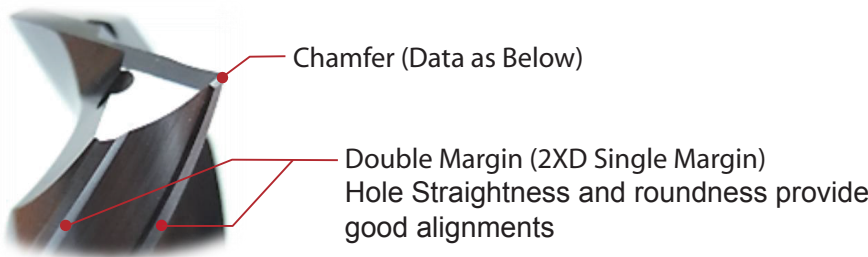 Chamfer (Data as Below)
Double Margin (2XD Single Margin)
Hole Straightness and roundness provide
good alignments